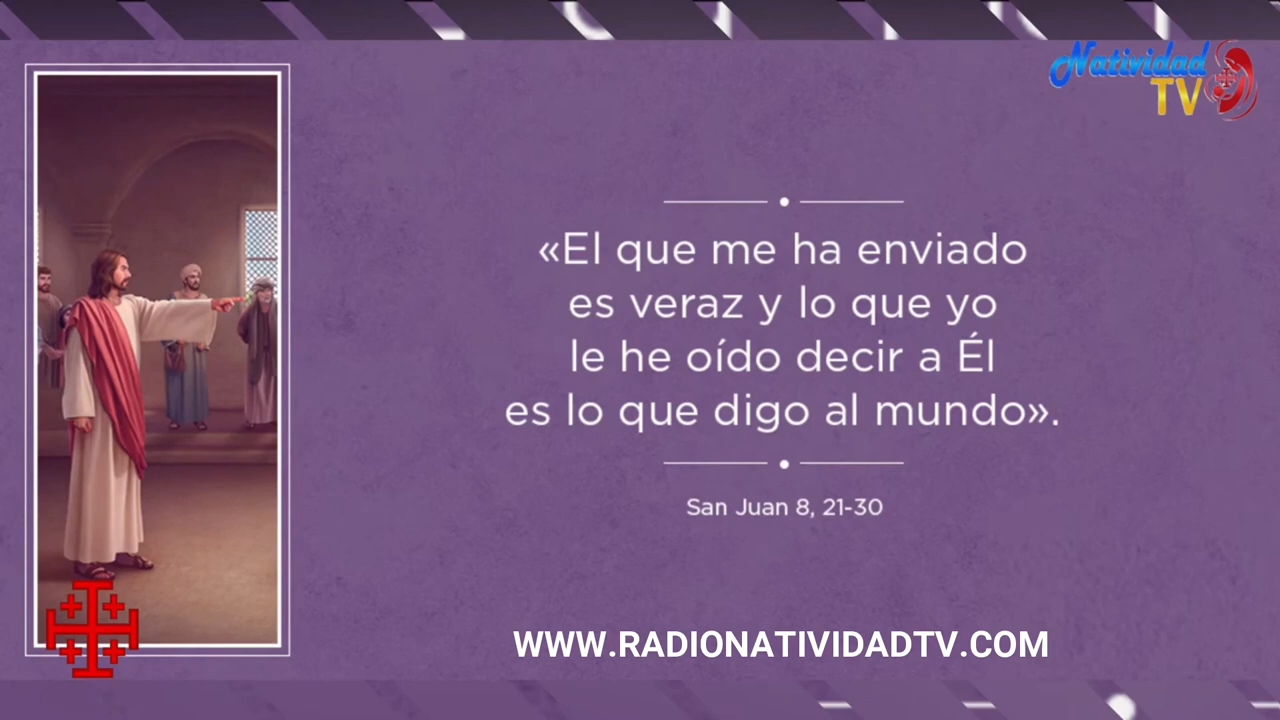 Natividad
TV
«El que me ha enviado
es veraz y lo que yo
le he oído decir a Él
es lo que digo al mundo».
San Juan 8, 21-30
WWW.RADIONATIVIDADTV.COM